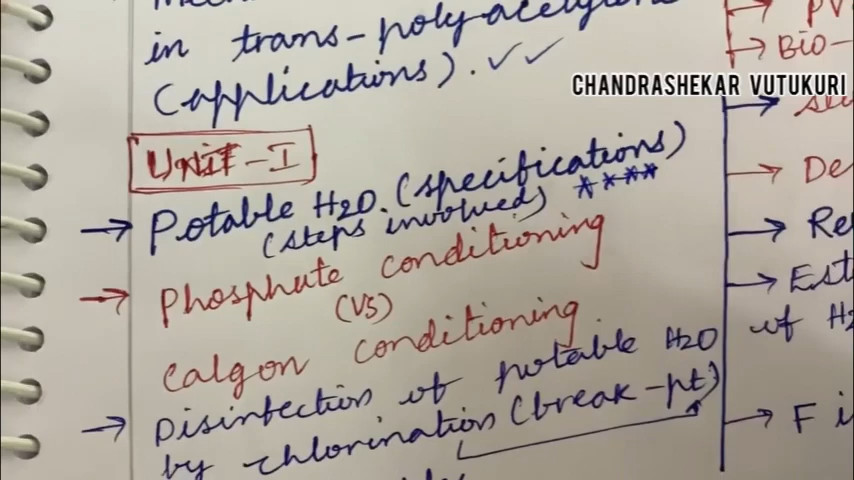 in trans-poly-acetylene
(applications). ✓✓
UNIT-I
→ Potable H2O. (specifications)
(steps involved) ****
→ Phosphate conditioning
(VS)
calgon conditioning
→ Disinfection of potable H2O
by chlorination (break-pt)
CHANDRASHEKAR VUTUKURI
→ Bio-
→ De
→ Re
→ Est
of H2
→ F